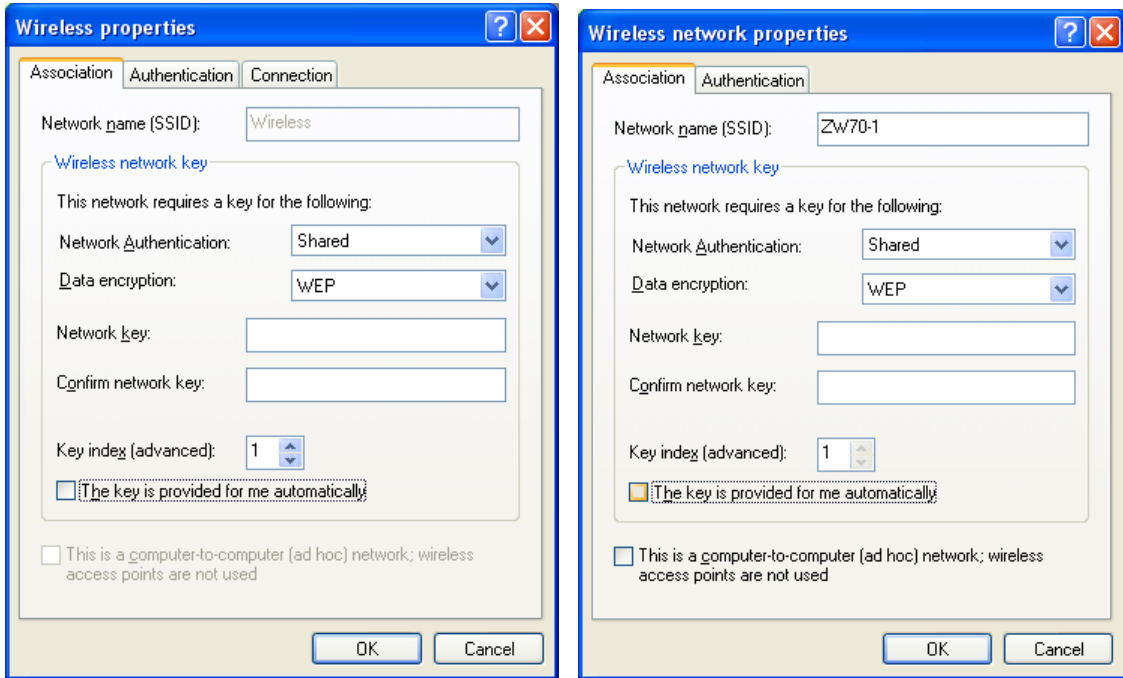 Wireless properties
Association Authentication Connection
Network name (SSID): Wireless
Wireless network key
This network requires a key for the following:
Network Authentication: Shared
Data encryption: WEP
Network key:
Confirm network key:
Key index (advanced): 1
The key is provided for me automatically
This is a computer-to-computer (ad hoc) network; wireless
access points are not used
OK Cancel
Wireless network properties
Association Authentication
Network name (SSID): ZW70-1
Wireless network key
This network requires a key for the following:
Network Authentication: Shared
Data encryption: WEP
Network key:
Confirm network key:
Key index (advanced): 1
The key is provided for me automatically
This is a computer-to-computer (ad hoc) network; wireless
access points are not used
OK Cancel